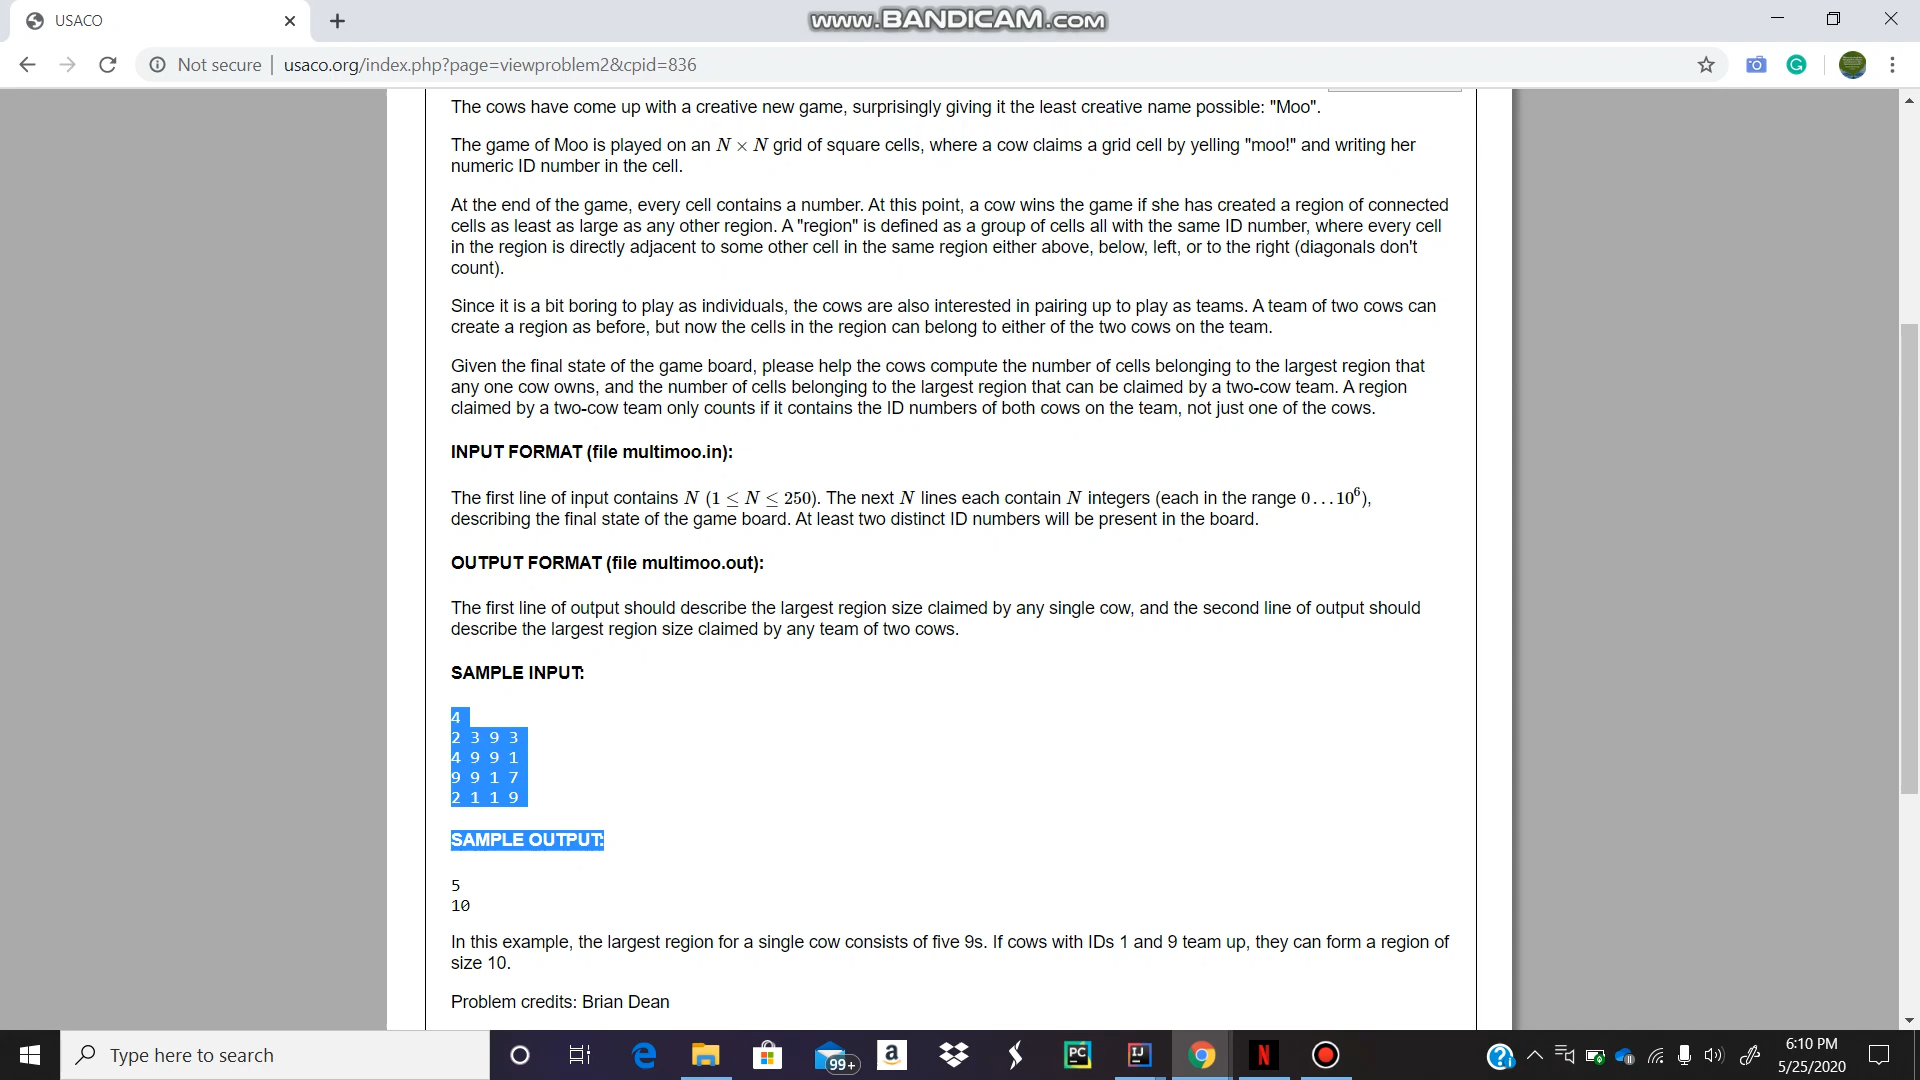 USACO
www.BANDICAM.COM
Not secure
usaco.org/index.php?page=viewproblem2&cpid=836
The cows have come up with a creative new game, surprisingly giving it the least creative name possible: "Moo".
The game of Moo is played on an N × N grid of square cells, where a cow claims a grid cell by yelling "moo!" and writing her
numeric ID number in the cell.
At the end of the game, every cell contains a number. At this point, a cow wins the game if she has created a region of connected
cells as least as large as any other region. A "region" is defined as a group of cells all with the same ID number, where every cell
in the region is directly adjacent to some other cell in the same region either above, below, left, or to the right (diagonals don't
count).
Since it is a bit boring to play as individuals, the cows are also interested in pairing up to play as teams. A team of two cows can
create a region as before, but now the cells in the region can belong to either of the two cows on the team.
Given the final state of the game board, please help the cows compute the number of cells belonging to the largest region that
any one cow owns, and the number of cells belonging to the largest region that can be claimed by a two-cow team. A region
claimed by a two-cow team only counts if it contains the ID numbers of both cows on the team, not just one of the cows.
INPUT FORMAT (file multimoo.in):
The first line of input contains N (1 ≤ N ≤ 250). The next N lines each contain N integers (each in the range 0…10⁶),
describing the final state of the game board. At least two distinct ID numbers will be present in the board.
OUTPUT FORMAT (file multimoo.out):
The first line of output should describe the largest region size claimed by any single cow, and the second line of output should
describe the largest region size claimed by any team of two cows.
SAMPLE INPUT:
4
2 3 9 3
4 9 9 1
9 9 1 7
2 1 1 9
SAMPLE OUTPUT:
5
10
In this example, the largest region for a single cow consists of five 9s. If cows with IDs 1 and 9 team up, they can form a region of
size 10.
Problem credits: Brian Dean
Type here to search
99+
a
PC
IJ
N
6:10 PM
5/25/2020